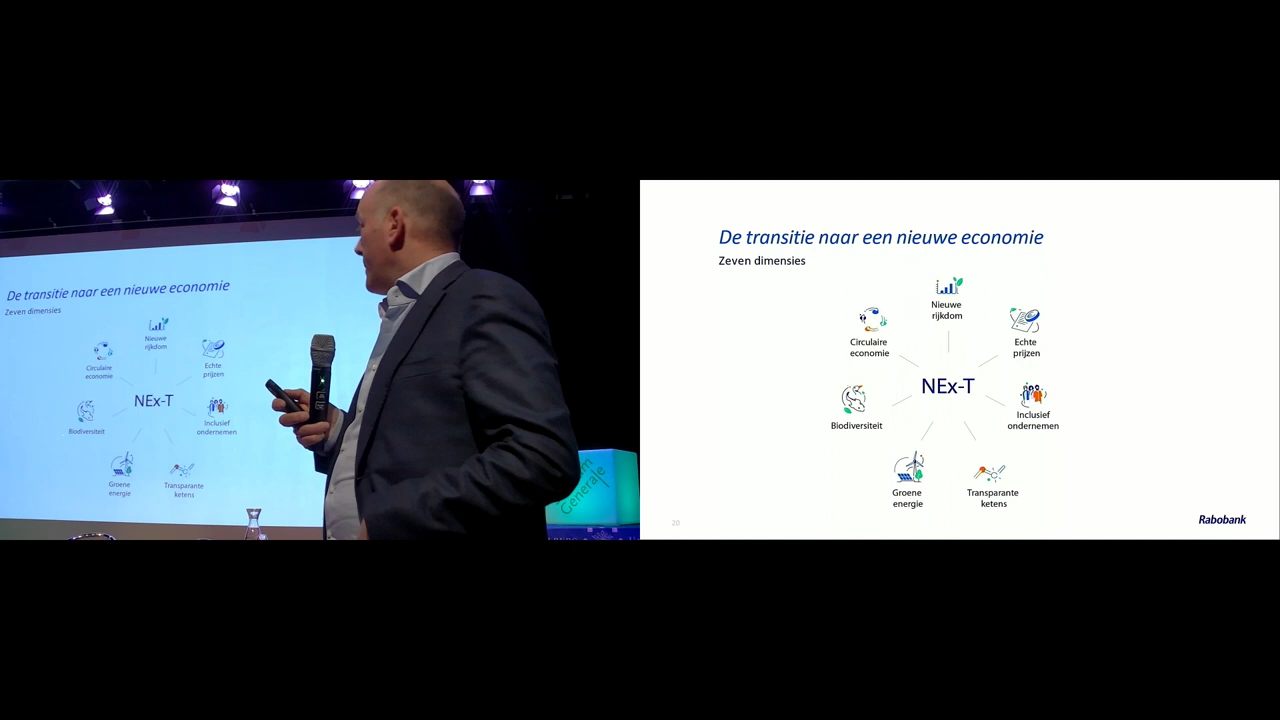 De transitie naar een nieuwe economie
Zeven dimensies
Nieuwe
rijkdom
Circulaire
economie
Echte
prijzen
NEx-T
Biodiversiteit
Inclusief
ondernemen
Groene
energie
Transparante
ketens
Generale
De transitie naar een nieuwe economie
Zeven dimensies
Nieuwe
rijkdom
Circulaire
economie
Echte
prijzen
NEx-T
Biodiversiteit
Inclusief
ondernemen
Groene
energie
Transparante
ketens
20
Rabobank